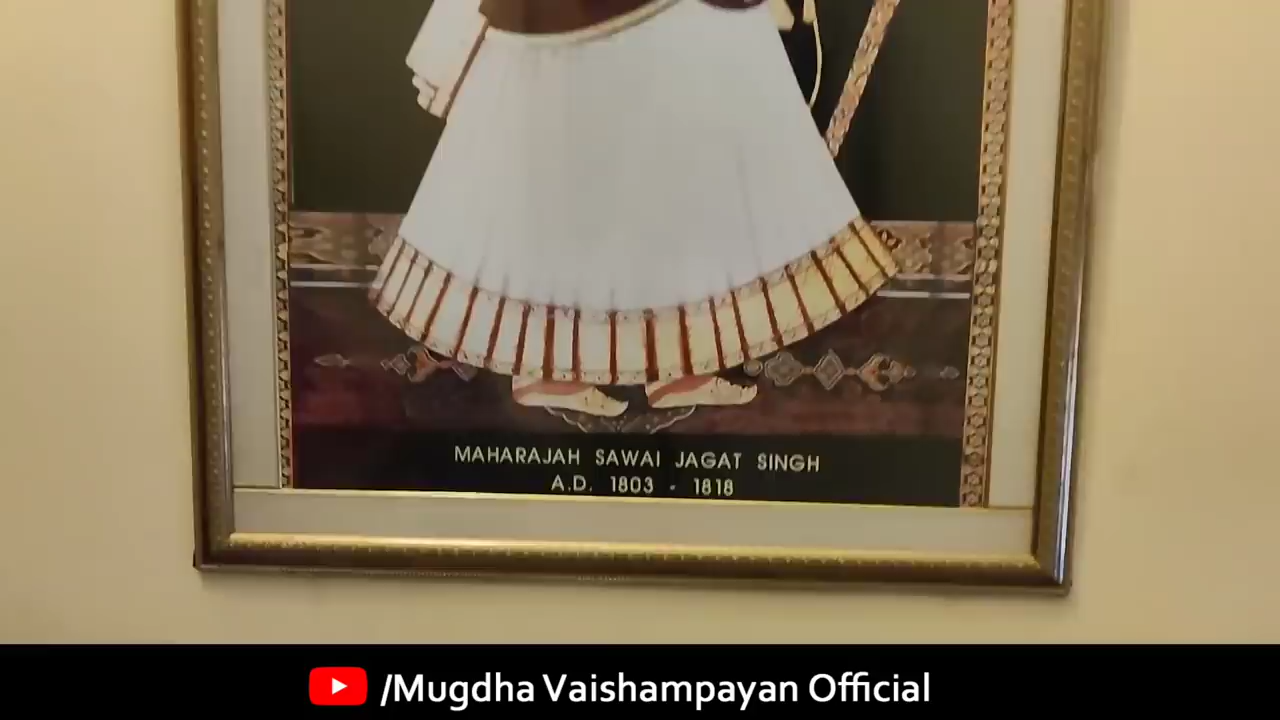 MAHARAJAH SAWAI JAGAT SINGH
A.D. 1803 - 1818
/Mugdha Vaishampayan Official